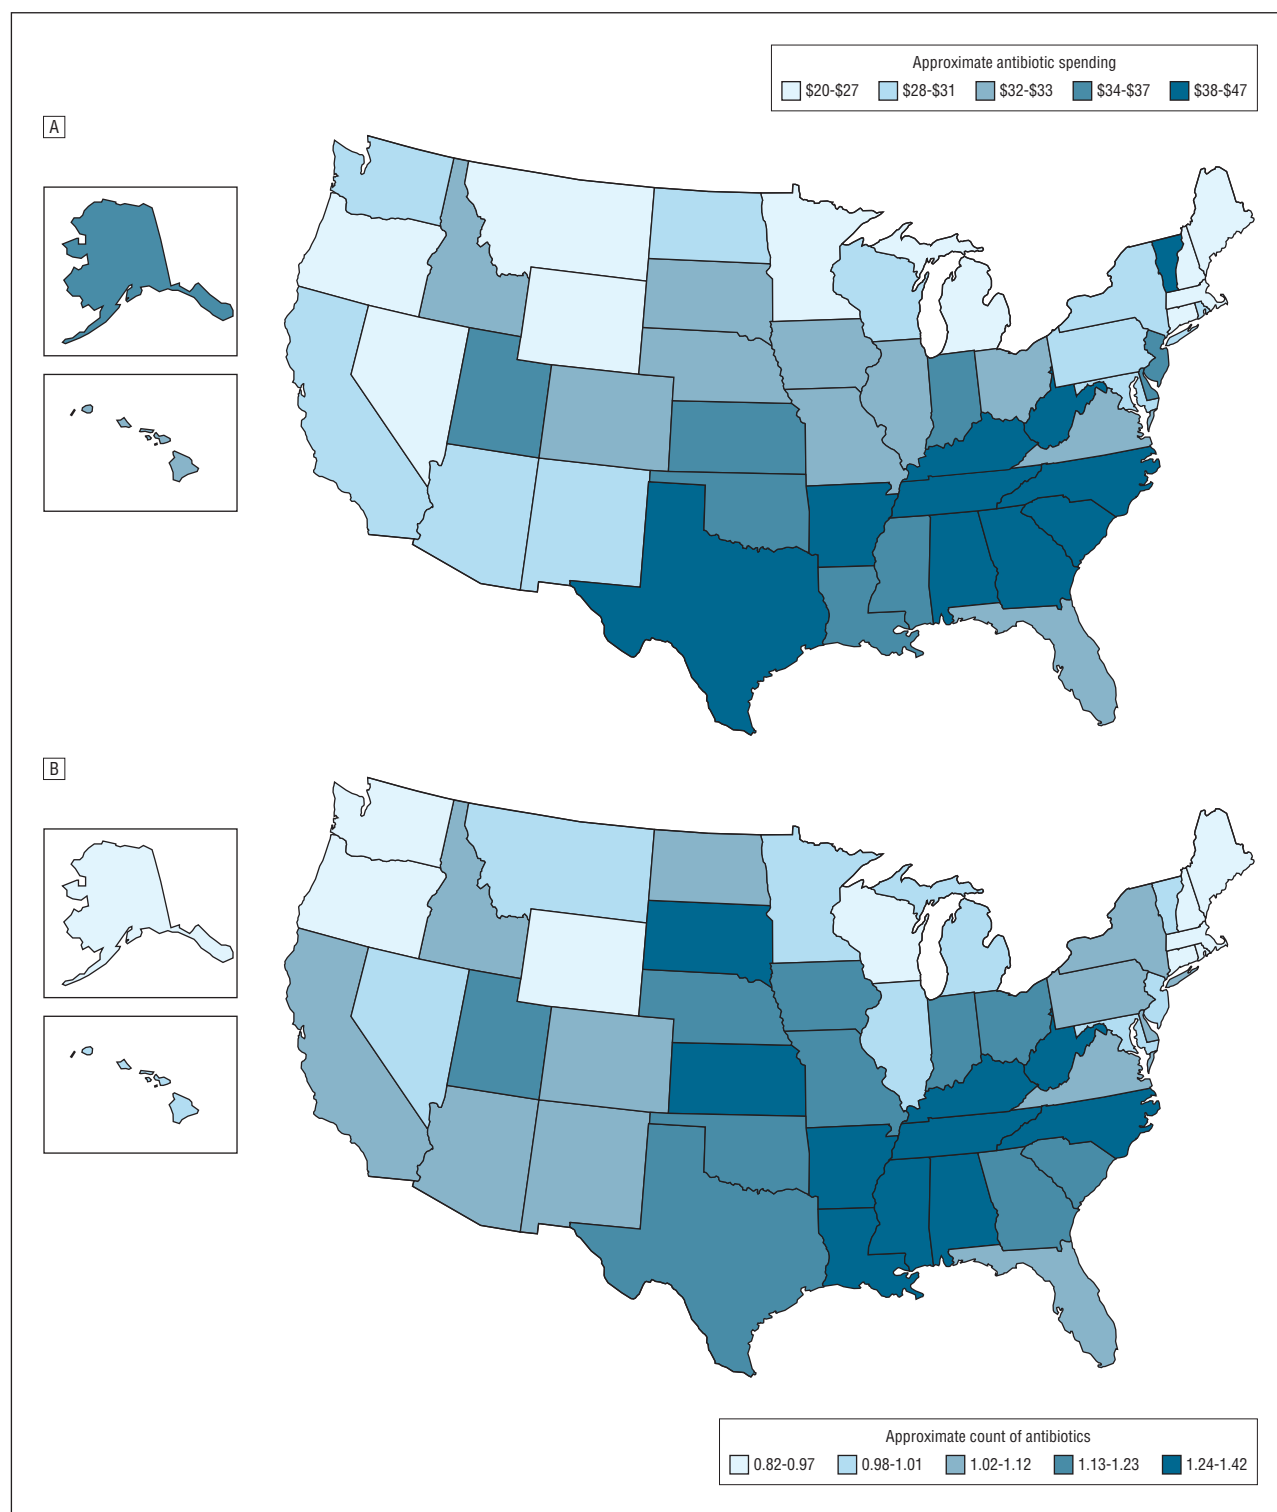 Approximate antibiotic spending
$20-$27 $28-$31 $32-$33 $34-$37 $38-$47
A
B
Approximate count of antibiotics
0.82-0.97 0.98-1.01 1.02-1.12 1.13-1.23 1.24-1.42